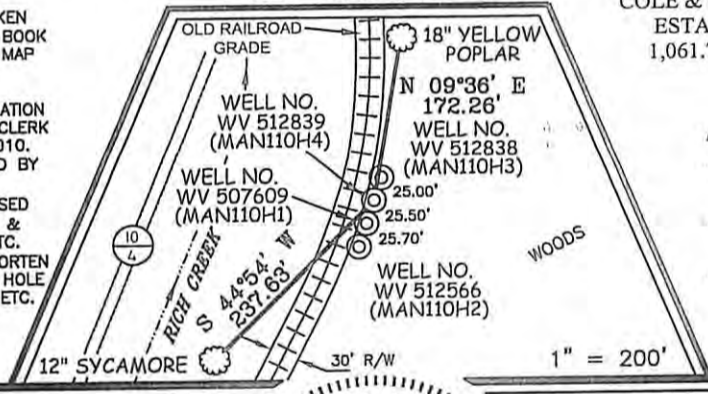 KEN
BOOK
MAP
ATION
CLERK
010.
D BY
SED
&
TC.
ORTEN
HOLE
ETC.
COLE &
ESTA
1,061.
OLD RAILROAD
GRADE
18" YELLOW
POPLAR
N 09°36' E
172.26'
WELL NO.
WV 512839
(MAN110H4)
WELL NO.
WV 512838
(MAN110H3)
WELL NO.
WV 507609
(MAN110H1)
25.00'
25.50'
25.70'
10
4
RICH CREEK
S 44°54' W
237.63'
WOODS
WELL NO.
WV 512566
(MAN110H2)
12" SYCAMORE
30' R/W
1" = 200'